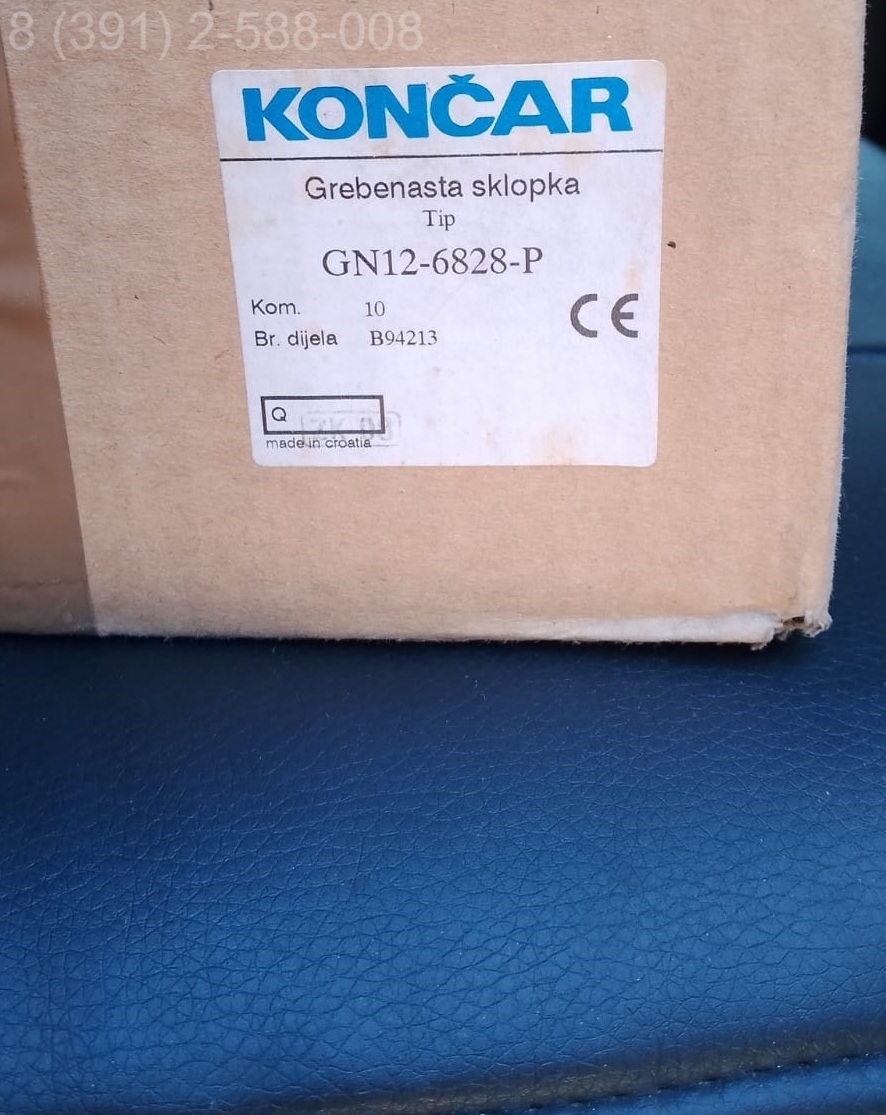 8 (391) 2-588-008
KONČAR
Grebenasta sklopka
Tip
GN12-6828-P
Kom. 10
CE
Br. dijela B94213
Q
made in croatia